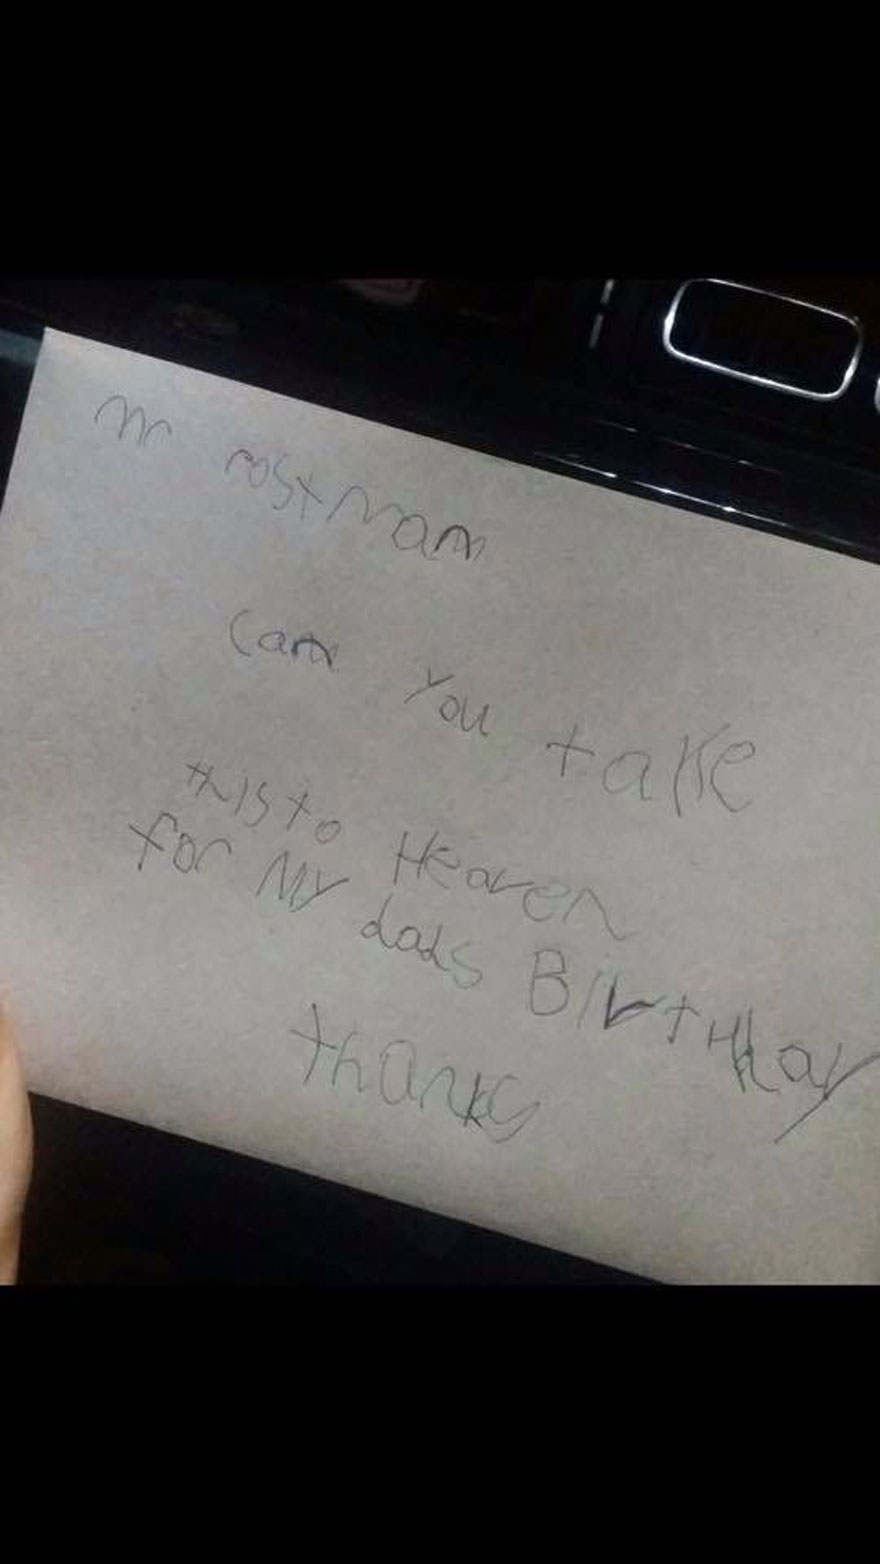 mr postman
Can you take
this to Heaven
for My dads BirTHday
thanks